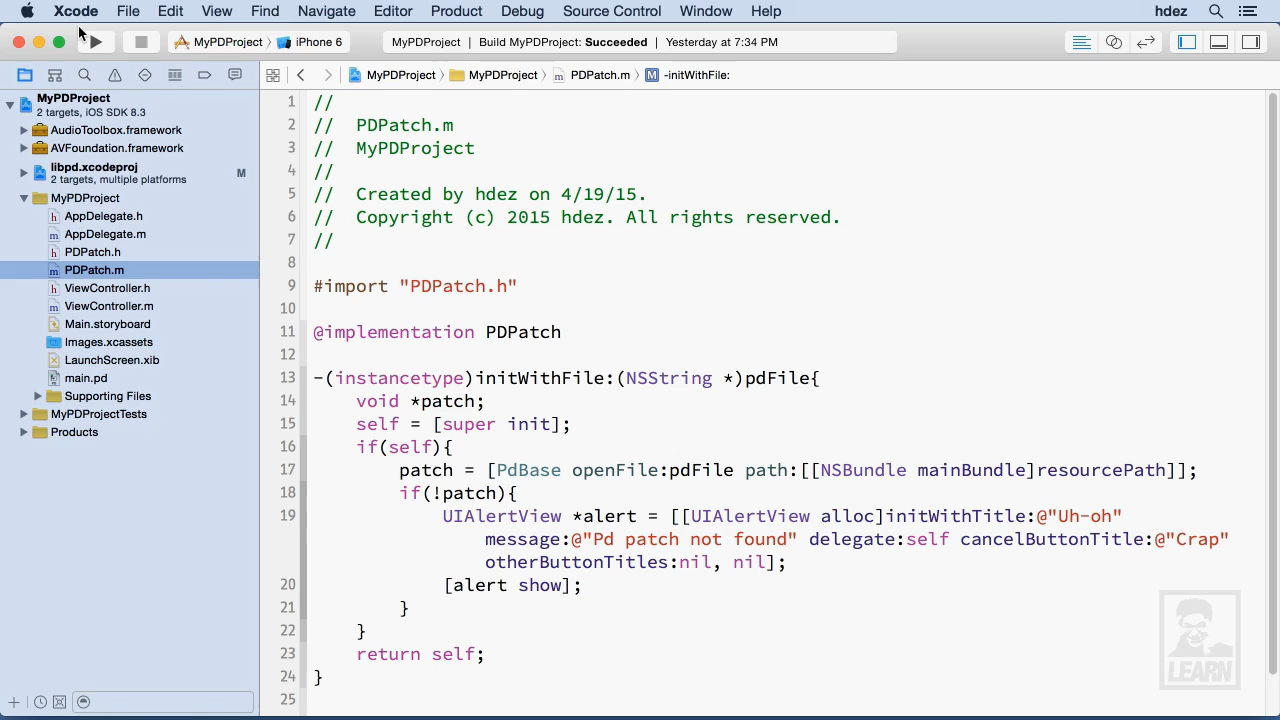 Xcode File Edit View Find Navigate Editor Product Debug Source Control Window Help hdez
MyPDProject iPhone 6 MyPDProject | Build MyPDProject: Succeeded | Yesterday at 7:34 PM
MyPDProject MyPDProject PDPatch.m M -initWithFile:
MyPDProject
2 targets, iOS SDK 8.3
AudioToolbox.framework
AVFoundation.framework
libpd.xcodeproj M
2 targets, multiple platforms
MyPDProject
h AppDelegate.h
m AppDelegate.m
h PDPatch.h
m PDPatch.m
h ViewController.h
m ViewController.m
Main.storyboard
Images.xcassets
LaunchScreen.xib
main.pd
Supporting Files
MyPDProjectTests
Products
1 //
2 //  PDPatch.m
3 //  MyPDProject
4 //
5 //  Created by hdez on 4/19/15.
6 //  Copyright (c) 2015 hdez. All rights reserved.
7 //
8
9 #import "PDPatch.h"
10
11 @implementation PDPatch
12
13 -(instancetype)initWithFile:(NSString *)pdFile{
14     void *patch;
15     self = [super init];
16     if(self){
17         patch = [PdBase openFile:pdFile path:[[NSBundle mainBundle]resourcePath]];
18         if(!patch){
19             UIAlertView *alert = [[UIAlertView alloc]initWithTitle:@"Uh-oh"
message:@"Pd patch not found" delegate:self cancelButtonTitle:@"Crap"
otherButtonTitles:nil, nil];
20             [alert show];
21         }
22     }
23     return self;
24 }
25
LEARN